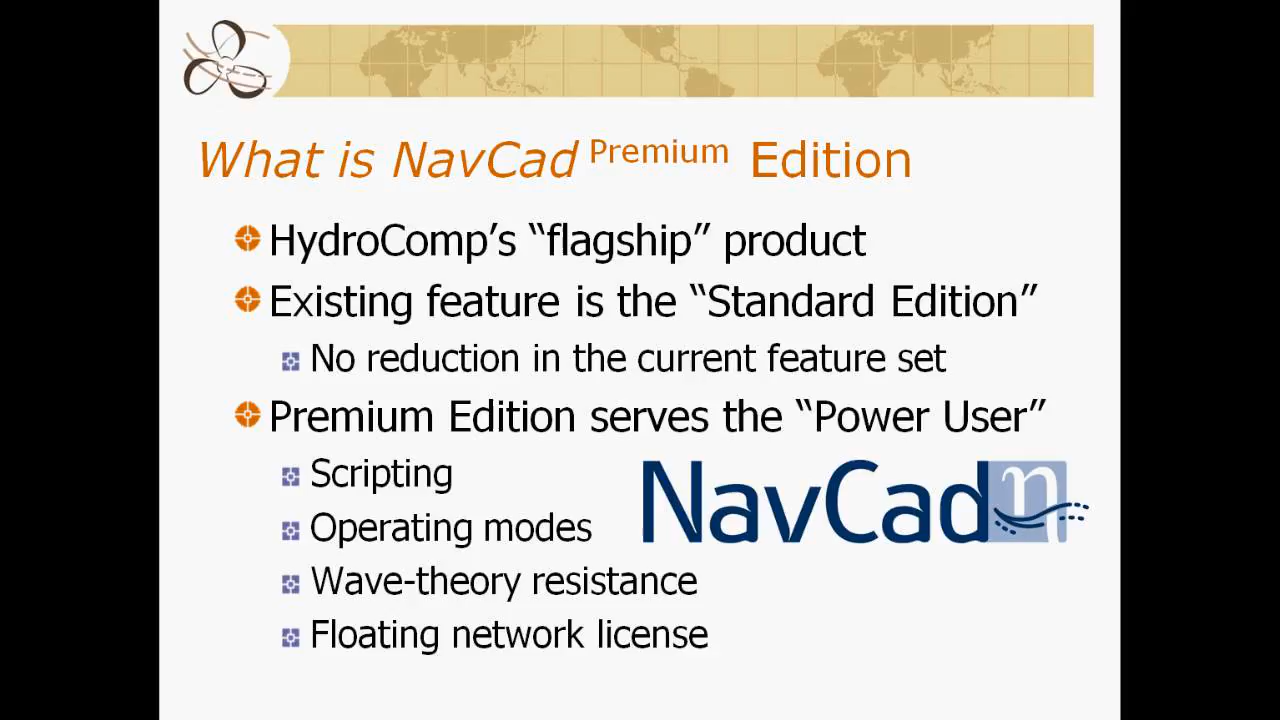 What is NavCad Premium Edition
HydroComp’s “flagship” product
Existing feature is the “Standard Edition”
No reduction in the current feature set
Premium Edition serves the “Power User”
Scripting
Operating modes
Wave-theory resistance
Floating network license
NavCad n